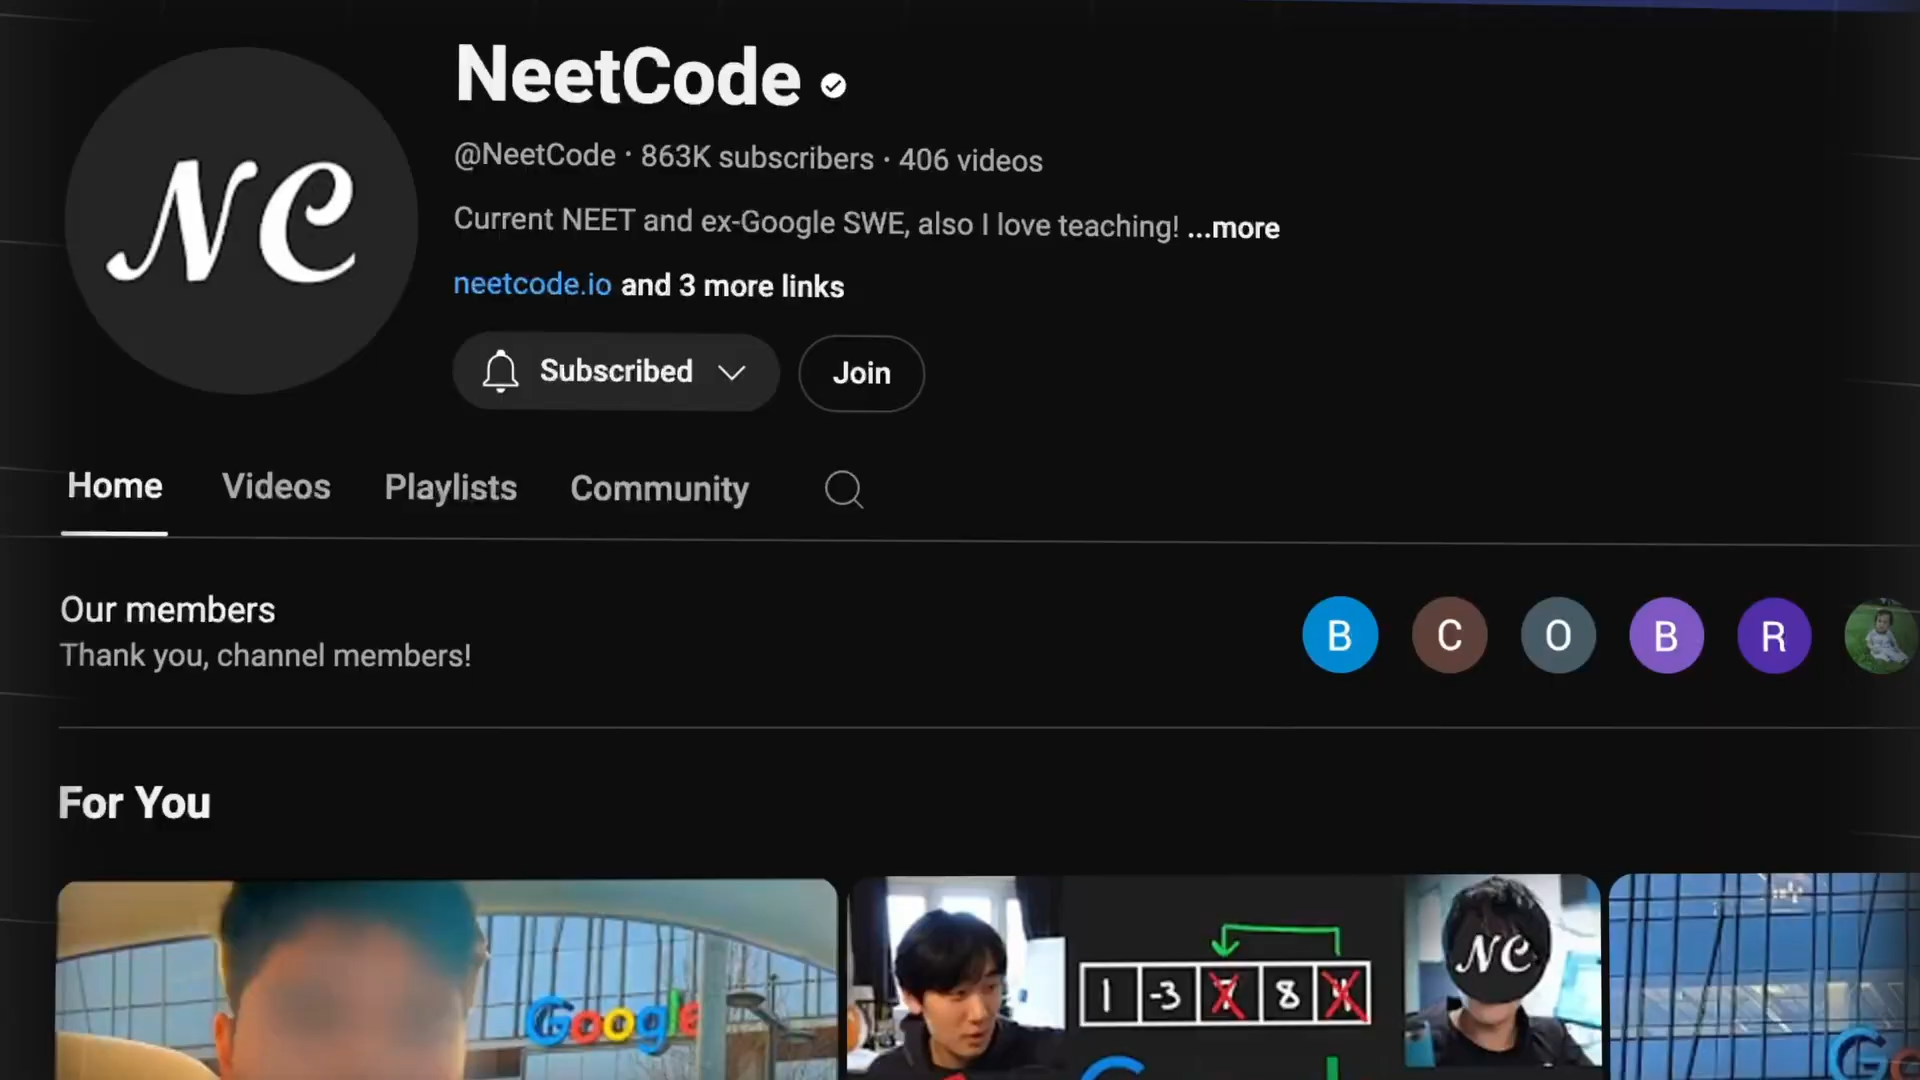 NC
NeetCode
@NeetCode · 863K subscribers · 406 videos
Current NEET and ex-Google SWE, also I love teaching! ...more
neetcode.io and 3 more links
Subscribed
Join
Home Videos Playlists Community
Our members
Thank you, channel members!
B C O B R
For You
Google
1 -3 7 8 4
NC